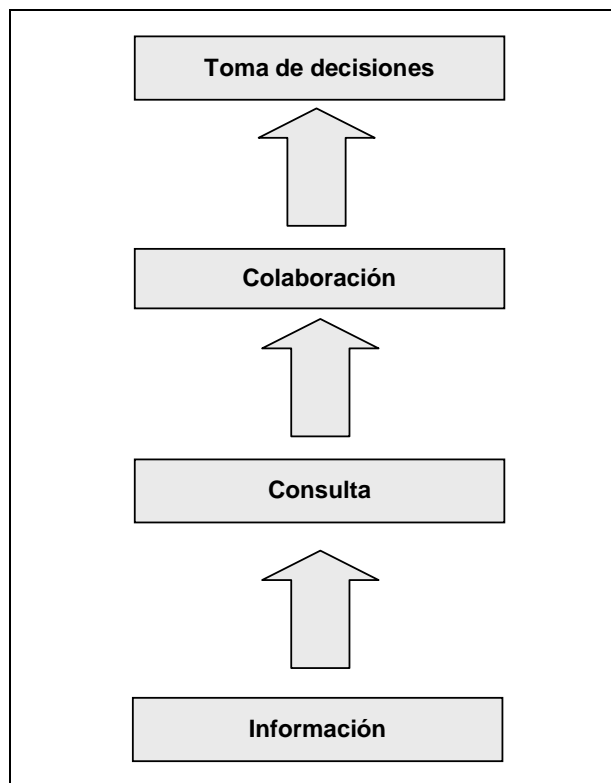 Toma de decisiones
Colaboración
Consulta
Información